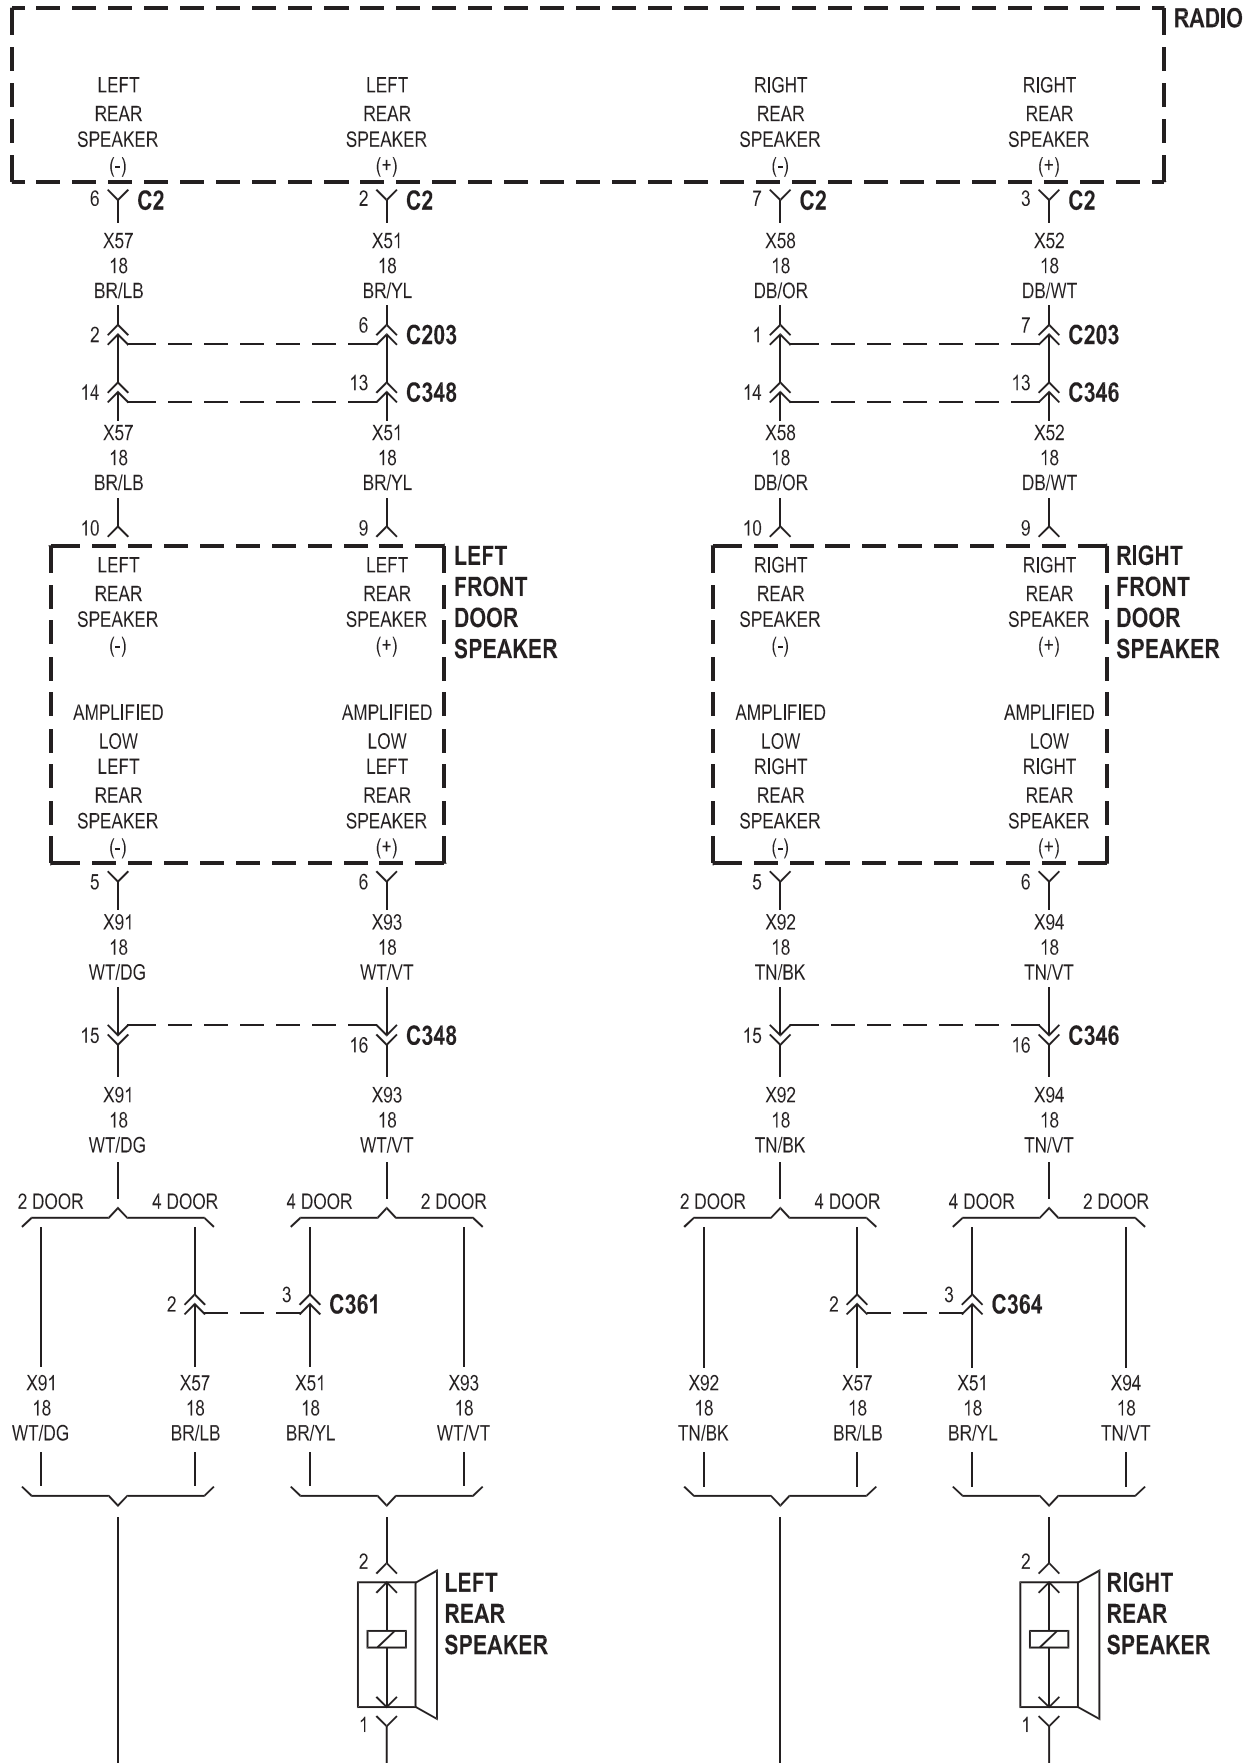 RADIO
LEFT LEFT RIGHT RIGHT
REAR REAR REAR REAR
SPEAKER SPEAKER SPEAKER SPEAKER
(-) (+) (-) (+)
6 C2 2 C2 7 C2 3 C2
X57 X51 X58 X52
18 18 18 18
BR/LB BR/YL DB/OR DB/WT
2 6 C203 1 7 C203
14 13 C348 14 13 C346
X57 X51 X58 X52
18 18 18 18
BR/LB BR/YL DB/OR DB/WT
10 9 10 9
LEFT LEFT LEFT RIGHT RIGHT RIGHT
REAR REAR FRONT REAR REAR FRONT
SPEAKER SPEAKER DOOR SPEAKER SPEAKER DOOR
(-) (+) SPEAKER (-) (+) SPEAKER
AMPLIFIED AMPLIFIED AMPLIFIED AMPLIFIED
LOW LOW LOW LOW
LEFT LEFT RIGHT RIGHT
REAR REAR REAR REAR
SPEAKER SPEAKER SPEAKER SPEAKER
(-) (+) (-) (+)
5 6 5 6
X91 X93 X92 X94
18 18 18 18
WT/DG WT/VT TN/BK TN/VT
15 16 C348 15 16 C346
X91 X93 X92 X94
18 18 18 18
WT/DG WT/VT TN/BK TN/VT
2 DOOR 4 DOOR 4 DOOR 2 DOOR 2 DOOR 4 DOOR 4 DOOR 2 DOOR
2 3 C361 2 3 C364
X91 X57 X51 X93 X92 X57 X51 X94
18 18 18 18 18 18 18 18
WT/DG BR/LB BR/YL WT/VT TN/BK BR/LB BR/YL TN/VT
2 2
LEFT RIGHT
REAR REAR
SPEAKER SPEAKER
1 1